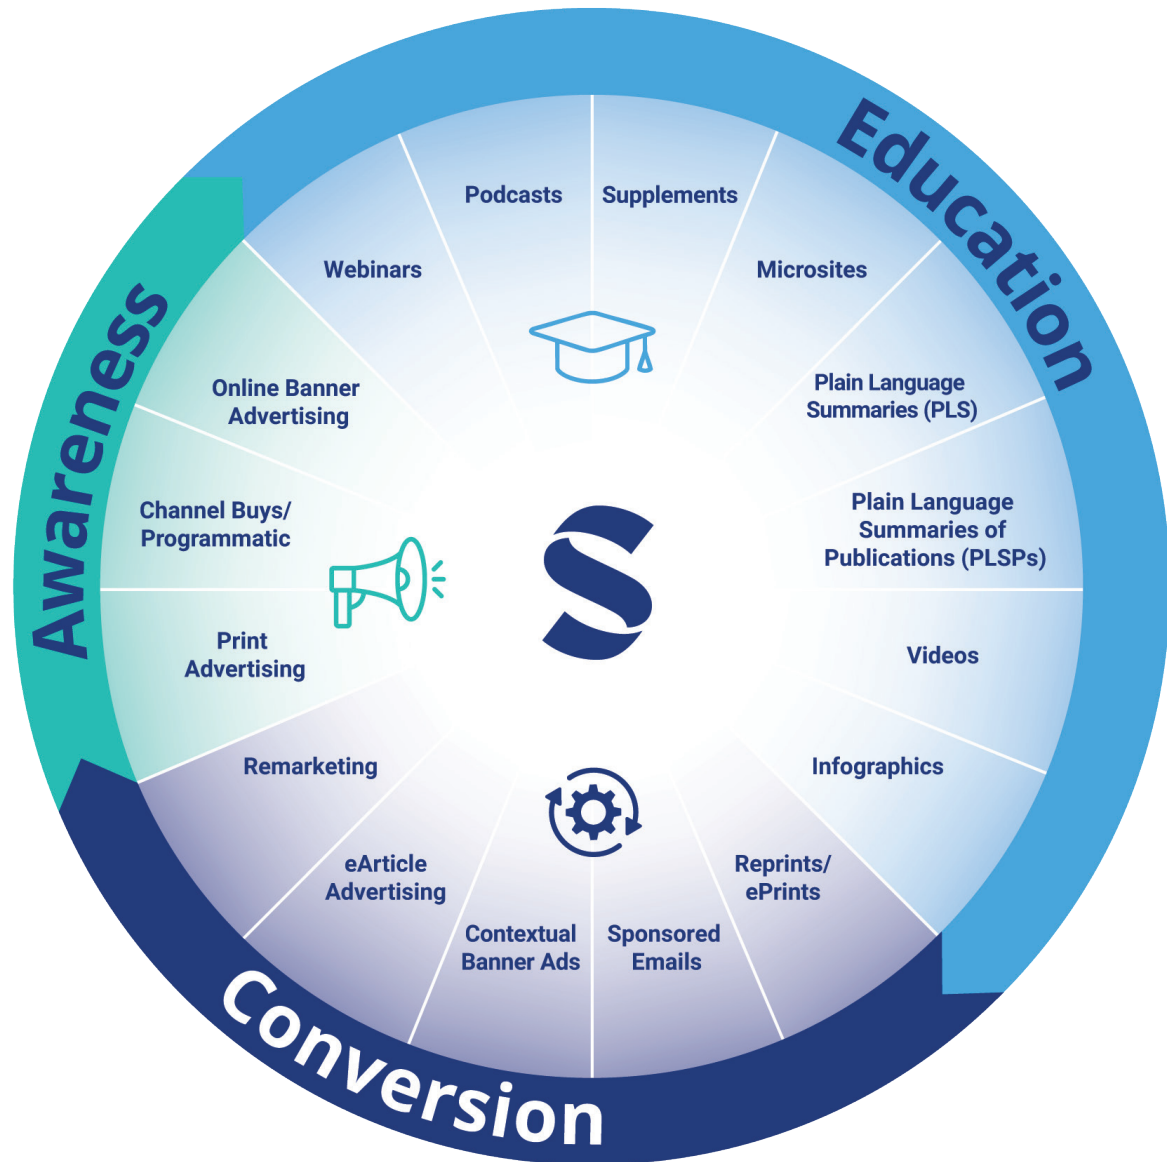 Education
Podcasts
Supplements
Webinars
Microsites
Awareness
Online Banner
Advertising
Plain Language
Summaries (PLS)
Channel Buys/
Programmatic
Plain Language
Summaries of
Publications (PLSPs)
Print
Advertising
Videos
Remarketing
Infographics
eArticle
Advertising
Reprints/
ePrints
Contextual
Banner Ads
Sponsored
Emails
Conversion
S